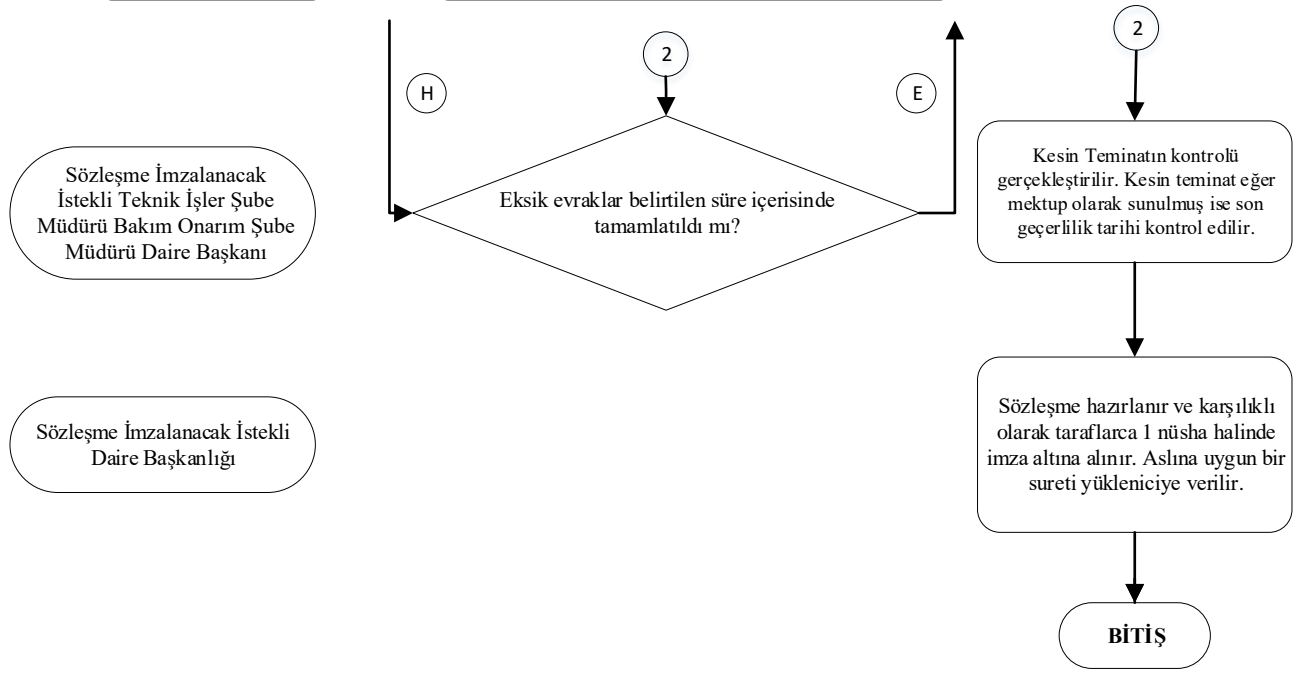 2
2
H
E
Sözleşme İmzalanacak
İstekli Teknik İşler Şube
Müdürü Bakım Onarım Şube
Müdürü Daire Başkanı
Eksik evraklar belirtilen süre içerisinde
tamamlatıldı mı?
Kesin Teminatın kontrolü
gerçekleştirilir. Kesin teminat eğer
mektup olarak sunulmuş ise son
geçerlilik tarihi kontrol edilir.
Sözleşme İmzalanacak İstekli
Daire Başkanlığı
Sözleşme hazırlanır ve karşılıklı
olarak taraflarca 1 nüsha halinde
imza altına alınır. Aslına uygun bir
sureti yükleniciye verilir.
BİTİŞ